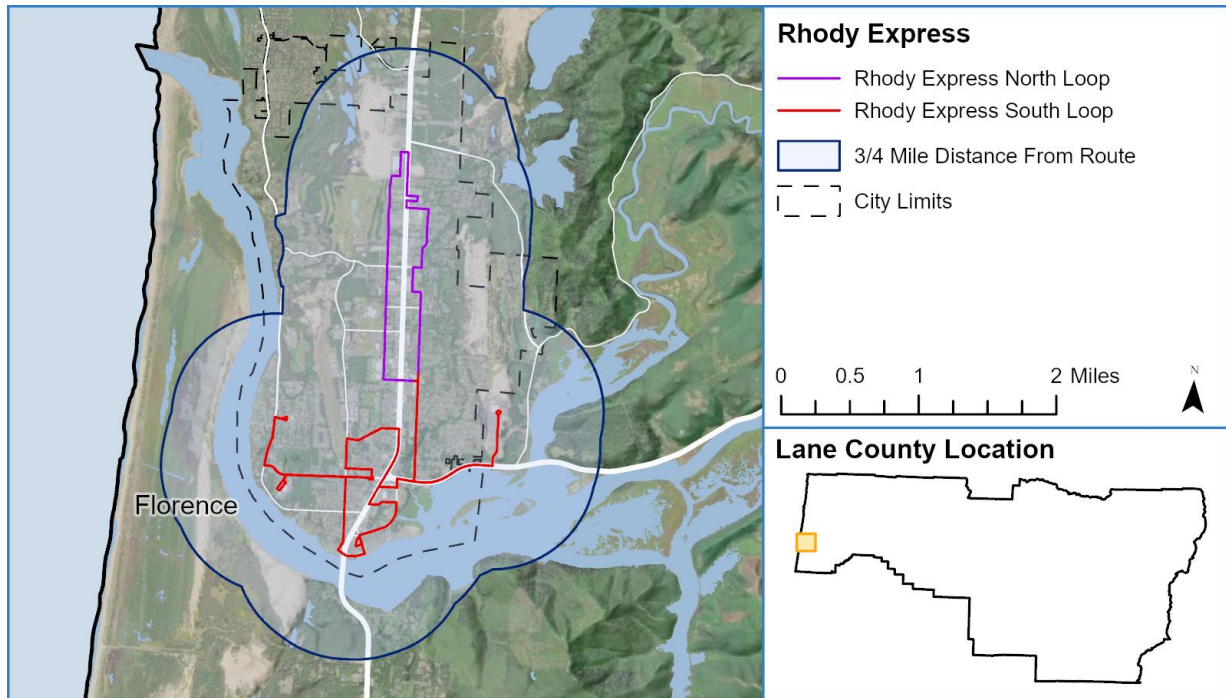 Florence
Rhody Express
Rhody Express North Loop
Rhody Express South Loop
3/4 Mile Distance From Route
City Limits
0 0.5 1 2 Miles
N
Lane County Location